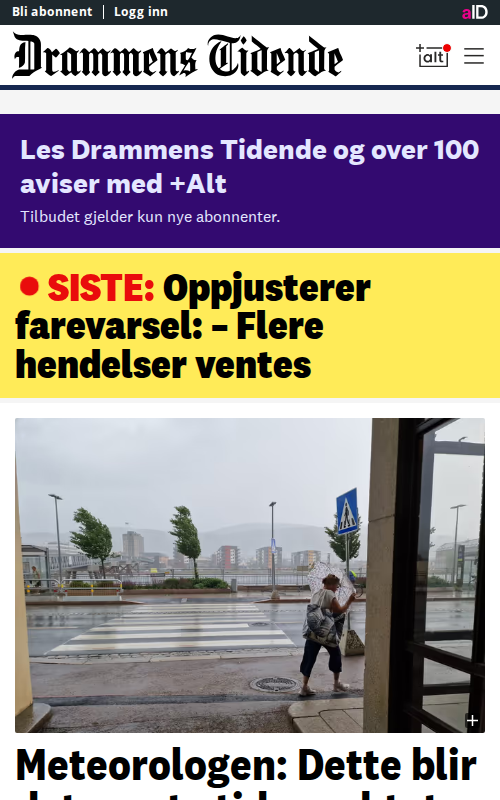 Bli abonnent | Logg inn
aID
Drammens Tidende
+alt
Les Drammens Tidende og over 100
aviser med +Alt
Tilbudet gjelder kun nye abonnenter.
SISTE: Oppjusterer
farevarsel: – Flere
hendelser ventes
Meteorologen: Dette blir